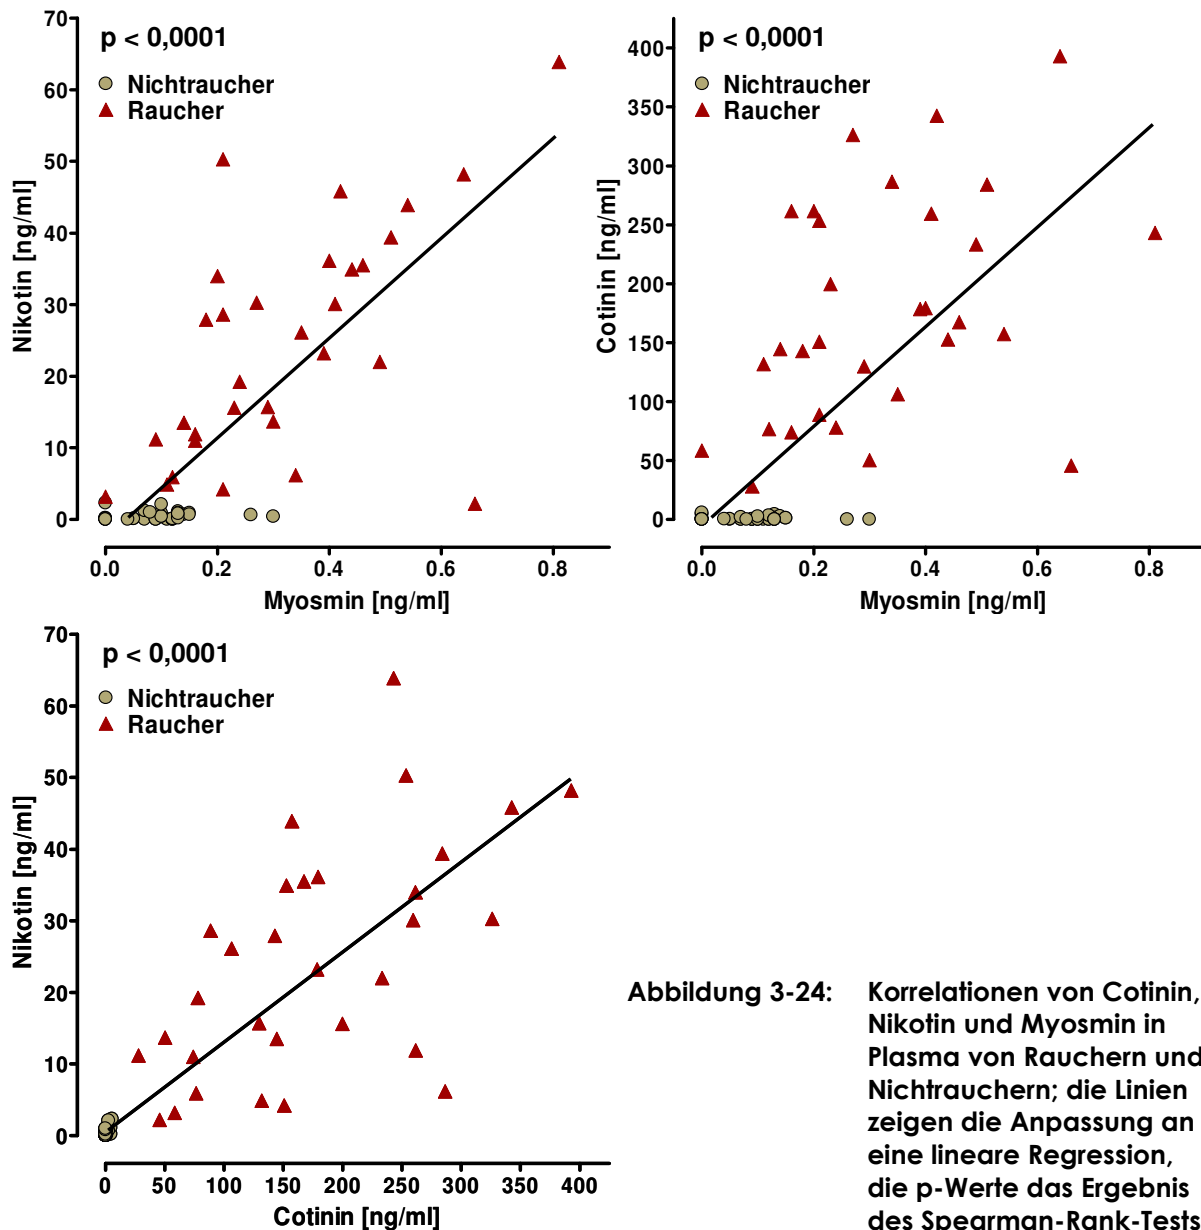 70
60
50
40
30
20
10
0
Nikotin [ng/ml]
p < 0,0001
Nichtraucher
Raucher
0.0 0.2 0.4 0.6 0.8
Myosmin [ng/ml]
400
350
300
250
200
150
100
50
0
Cotinin [ng/ml]
p < 0,0001
Nichtraucher
Raucher
0.0 0.2 0.4 0.6 0.8
Myosmin [ng/ml]
70
60
50
40
30
20
10
0
Nikotin [ng/ml]
p < 0,0001
Nichtraucher
Raucher
0 50 100 150 200 250 300 350 400
Cotinin [ng/ml]
Abbildung 3-24: Korrelationen von Cotinin,
Nikotin und Myosmin in
Plasma von Rauchern und
Nichtrauchern; die Linien
zeigen die Anpassung an
eine lineare Regression,
die p-Werte das Ergebnis
des Spearman-Rank-Tests